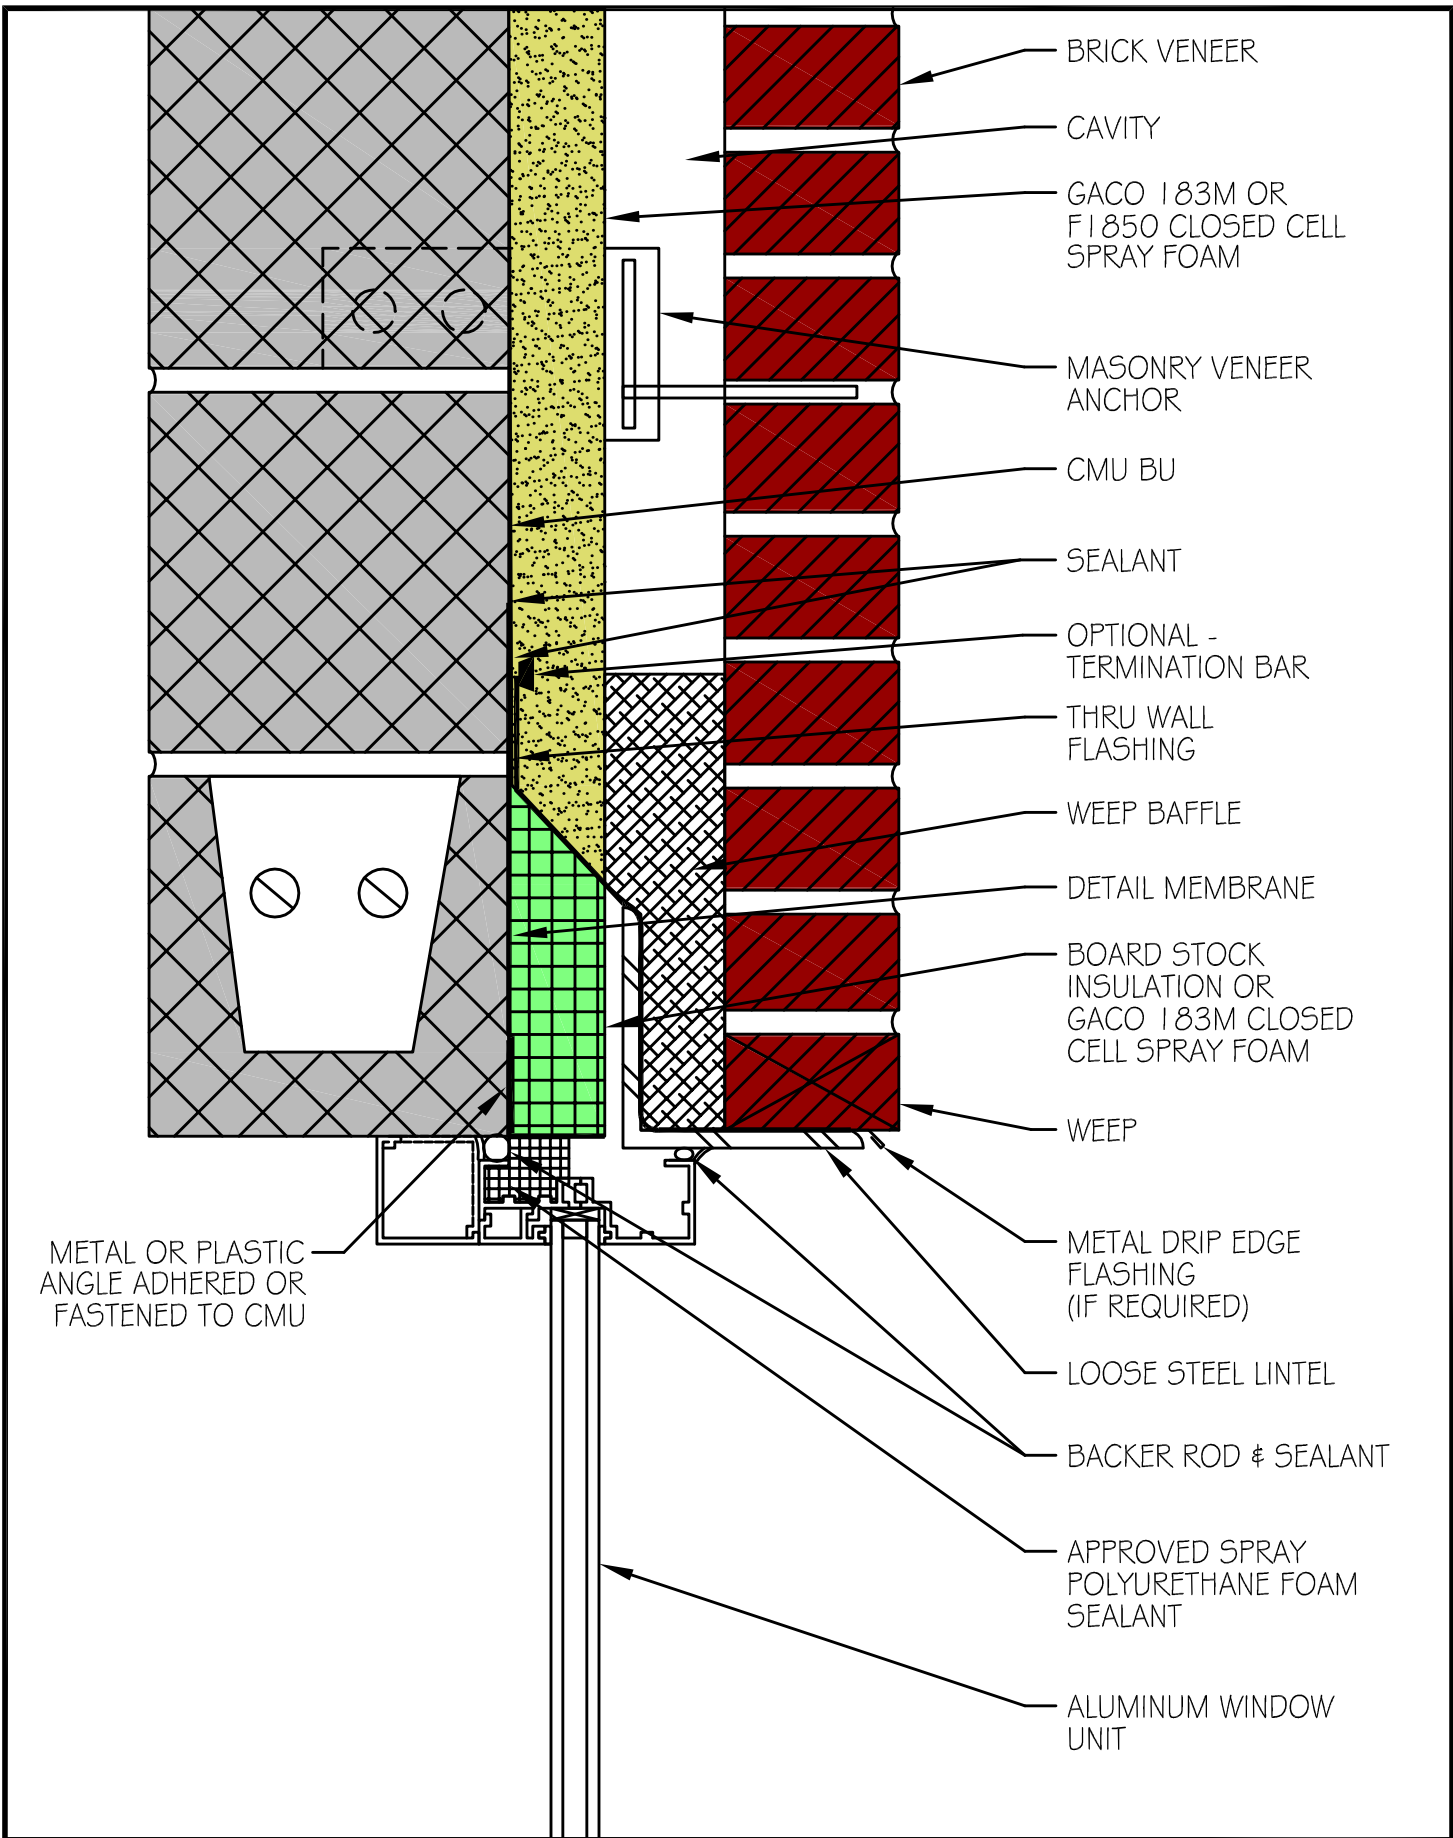 BRICK VENEER
CAVITY
GACO 183M OR
F1850 CLOSED CELL
SPRAY FOAM
MASONRY VENEER
ANCHOR
CMU BU
SEALANT
OPTIONAL -
TERMINATION BAR
THRU WALL
FLASHING
WEEP BAFFLE
DETAIL MEMBRANE
BOARD STOCK
INSULATION OR
GACO 183M CLOSED
CELL SPRAY FOAM
WEEP
METAL OR PLASTIC
ANGLE ADHERED OR
FASTENED TO CMU
METAL DRIP EDGE
FLASHING
(IF REQUIRED)
LOOSE STEEL LINTEL
BACKER ROD & SEALANT
APPROVED SPRAY
POLYURETHANE FOAM
SEALANT
ALUMINUM WINDOW
UNIT